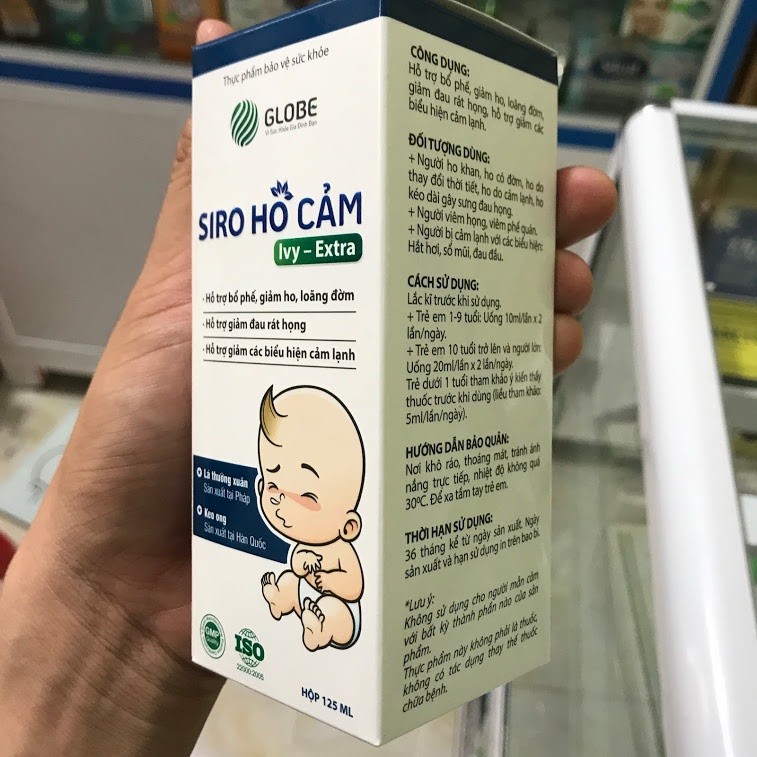 Thực phẩm bảo vệ sức khỏe
GLOBE
Vì Sức Khỏe Gia Đình Bạn
SIRO HO CẢM
Ivy – Extra
· Hỗ trợ bổ phế, giảm ho, loãng đờm
· Hỗ trợ giảm đau rát họng
· Hỗ trợ giảm các biểu hiện cảm lạnh
Lá thường xuân
Sản xuất tại Pháp
Keo ong
Sản xuất tại Hàn Quốc
GMP
ISO
22000:2005
HỘP 125 ML
CÔNG DỤNG:
Hỗ trợ bổ phế, giảm ho, loãng đờm,
giảm đau rát họng, hỗ trợ giảm các
biểu hiện cảm lạnh.
ĐỐI TƯỢNG DÙNG:
+ Người ho khan, ho có đờm, ho do
thay đổi thời tiết, ho do cảm lạnh, ho
kéo dài gây sưng đau họng.
+ Người viêm họng, viêm phế quản.
+ Người bị cảm lạnh với các biểu hiện:
Hắt hơi, sổ mũi, đau đầu.
CÁCH SỬ DỤNG:
Lắc kĩ trước khi sử dụng.
+ Trẻ em 1-9 tuổi: Uống 10ml/lần x 2
lần/ngày.
+ Trẻ em 10 tuổi trở lên và người lớn:
Uống 20ml/lần x 2 lần/ngày.
Trẻ dưới 1 tuổi tham khảo ý kiến thầy
thuốc trước khi dùng (liều tham khảo:
5ml/lần/ngày).
HƯỚNG DẪN BẢO QUẢN:
Nơi khô ráo, thoáng mát, tránh ánh
nắng trực tiếp, nhiệt độ không quá
30ºC. Để xa tầm tay trẻ em.
THỜI HẠN SỬ DỤNG:
36 tháng kể từ ngày sản xuất. Ngày
sản xuất và hạn sử dụng in trên bao bì.
*Lưu ý:
Không sử dụng cho người mẫn cảm
với bất kỳ thành phần nào của sản
phẩm.
Thực phẩm này không phải là thuốc,
không có tác dụng thay thế thuốc
chữa bệnh.